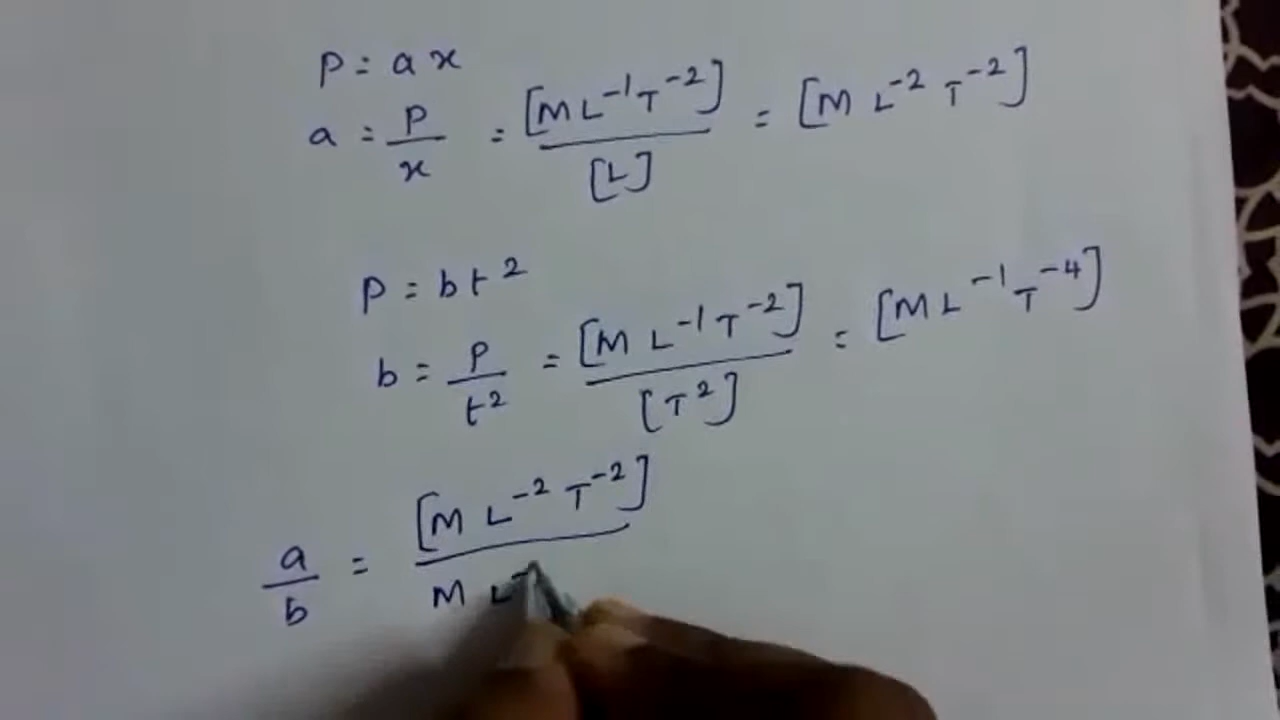 P = a x
a = P/x = [M L⁻¹ T⁻²]/[L] = [M L⁻² T⁻²]
P = b t²
b = P/t² = [M L⁻¹ T⁻²]/[T²] = [M L⁻¹ T⁻⁴]
a/b = [M L⁻² T⁻²]/M L⁻